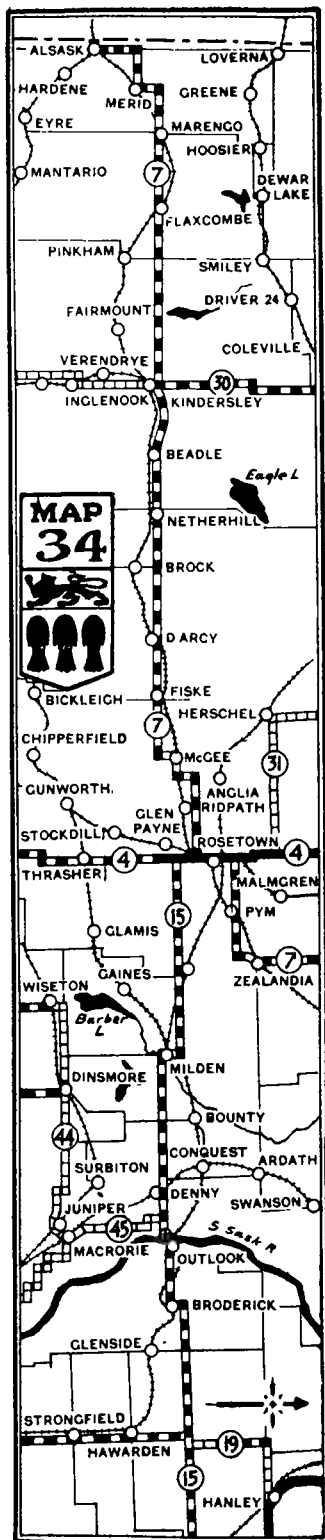 ALSASK
LOVERNA
HARDENE
MERID
GREENE
EYRE
MARENGO
HOOSIER
MANTARIO
7
DEWAR
LAKE
FLAXCOMBE
PINKHAM
SMILEY
FAIRMOUNT
DRIVER 24
COLEVILLE
VERENDRYE
30
INGLENOOK
KINDERSLEY
BEADLE
Eagle L
MAP
34
NETHERHILL
BROCK
D'ARCY
BICKLEIGH
FISKE
HERSCHEL
7
CHIPPERFIELD
McGEE
31
GUNWORTH
ANGLIA
RIDPATH
GLEN
PAYNE
STOCKDILL
ROSETOWN
THRASHER
4
4
MALMGREN
15
PYM
GLAMIS
7
GAINES
ZEALANDIA
WISETON
Barber
L
MILDEN
DINSMORE
BOUNTY
44
CONQUEST
ARDATH
SURBITON
DENNY
SWANSON
JUNIPER
45
S Sask R
MACRORIE
OUTLOOK
BRODERICK
GLENSIDE
STRONGFIELD
HAWARDEN
19
15
HANLEY